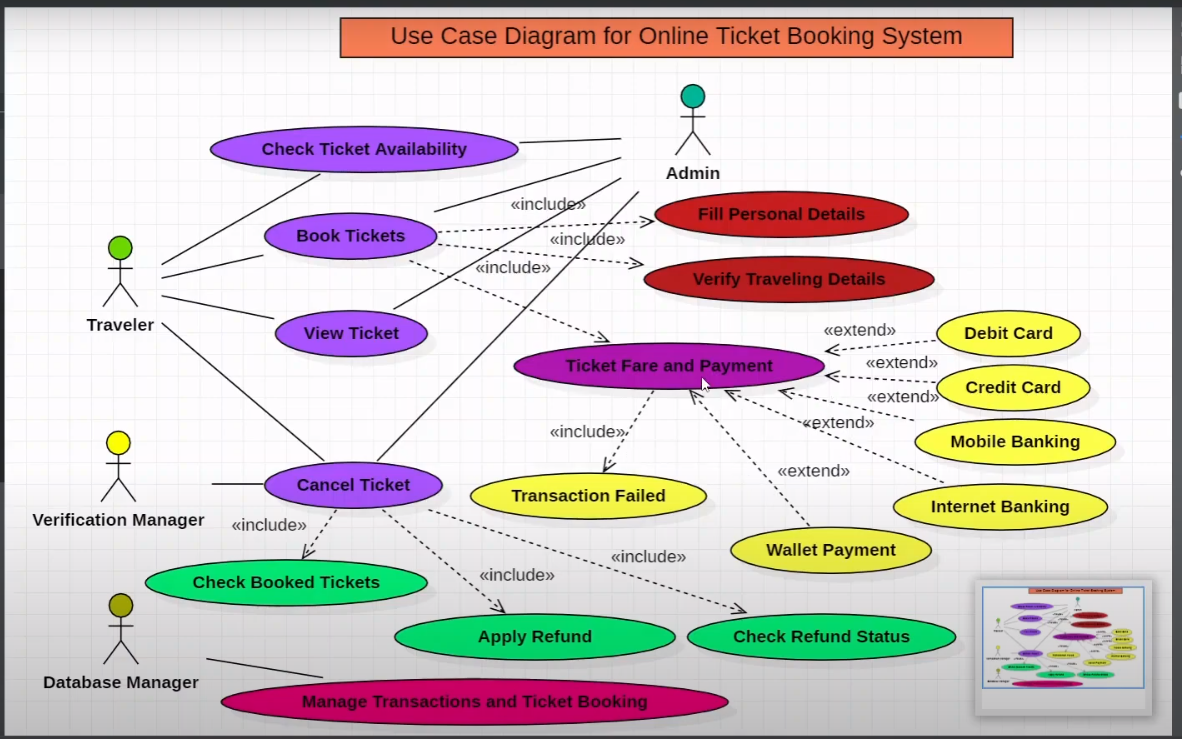 Use Case Diagram for Online Ticket Booking System
Admin
Check Ticket Availability
Fill Personal Details
«include»
Book Tickets
«include»
«include»
Verify Traveling Details
Traveler
View Ticket
«extend»
Debit Card
Ticket Fare and Payment
«extend»
Credit Card
«extend»
«extend»
«include»
Mobile Banking
«extend»
Cancel Ticket
Transaction Failed
Internet Banking
Verification Manager
«include»
Wallet Payment
«include»
«include»
Check Booked Tickets
Apply Refund
Check Refund Status
Database Manager
Manage Transactions and Ticket Booking